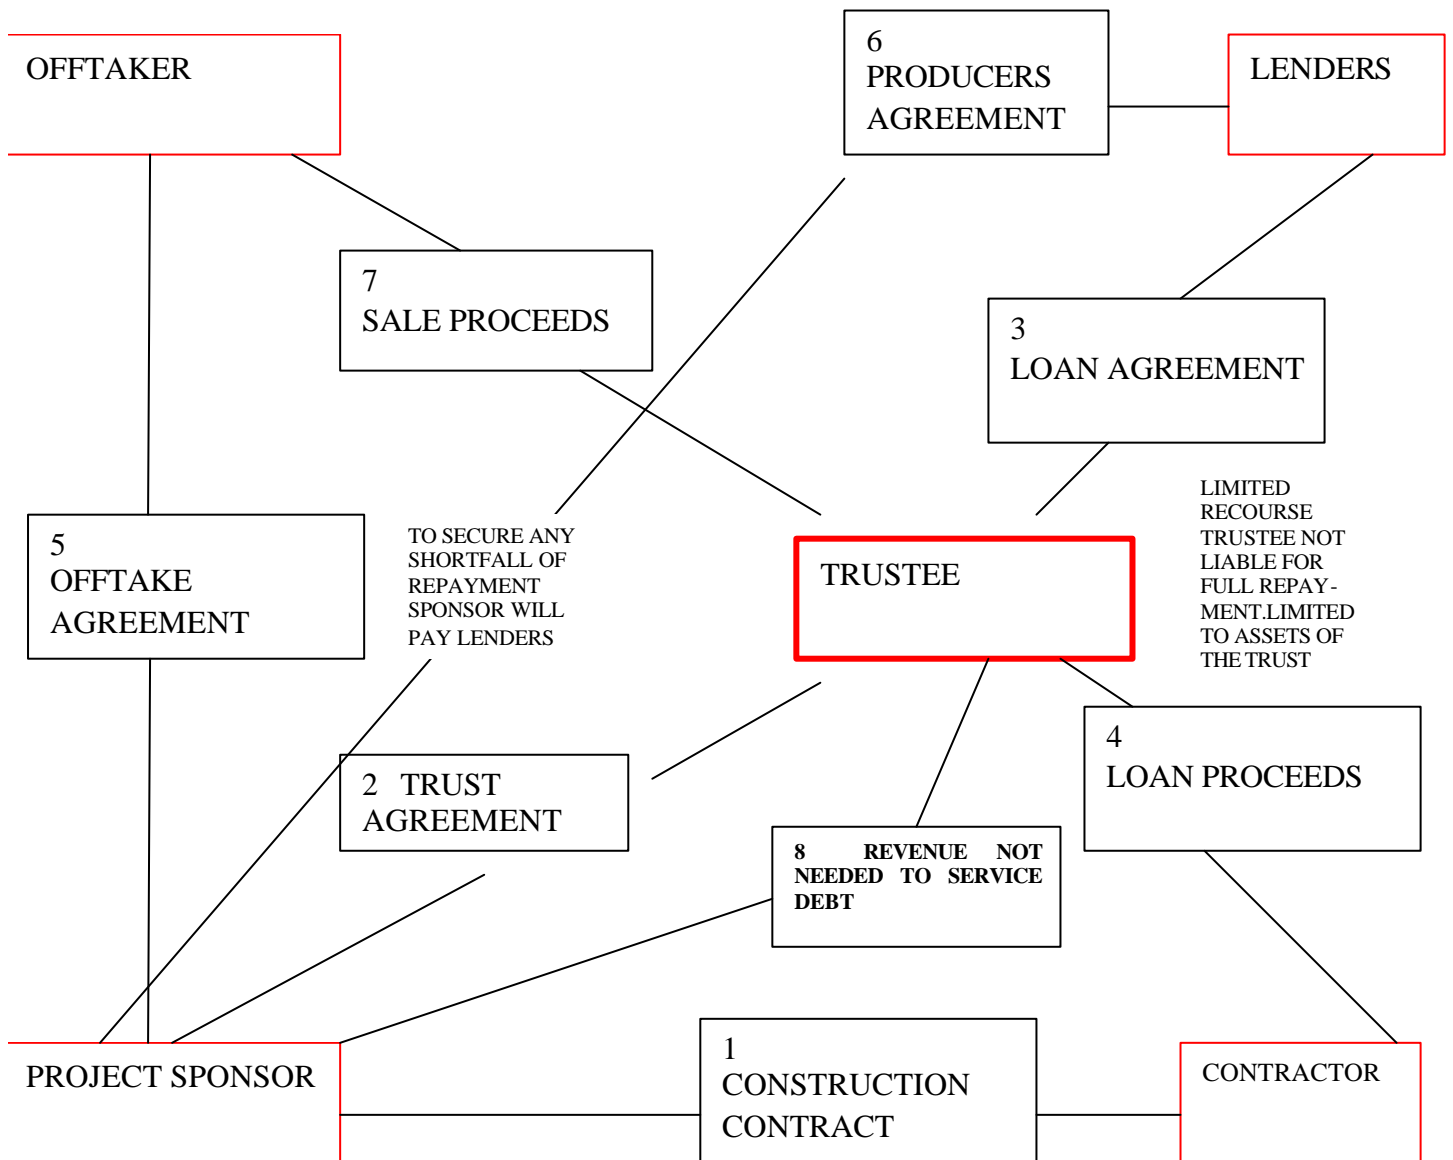 OFFTAKER
6
PRODUCERS
AGREEMENT
LENDERS
7
SALE PROCEEDS
3
LOAN AGREEMENT
5
OFFTAKE
AGREEMENT
TO SECURE ANY
SHORTFALL OF
REPAYMENT
SPONSOR WILL
PAY LENDERS
TRUSTEE
LIMITED
RECOURSE
TRUSTEE NOT
LIABLE FOR
FULL REPAY-
MENT.LIMITED
TO ASSETS OF
THE TRUST
2 TRUST
AGREEMENT
4
LOAN PROCEEDS
8 REVENUE NOT
NEEDED TO SERVICE
DEBT
PROJECT SPONSOR
1
CONSTRUCTION
CONTRACT
CONTRACTOR